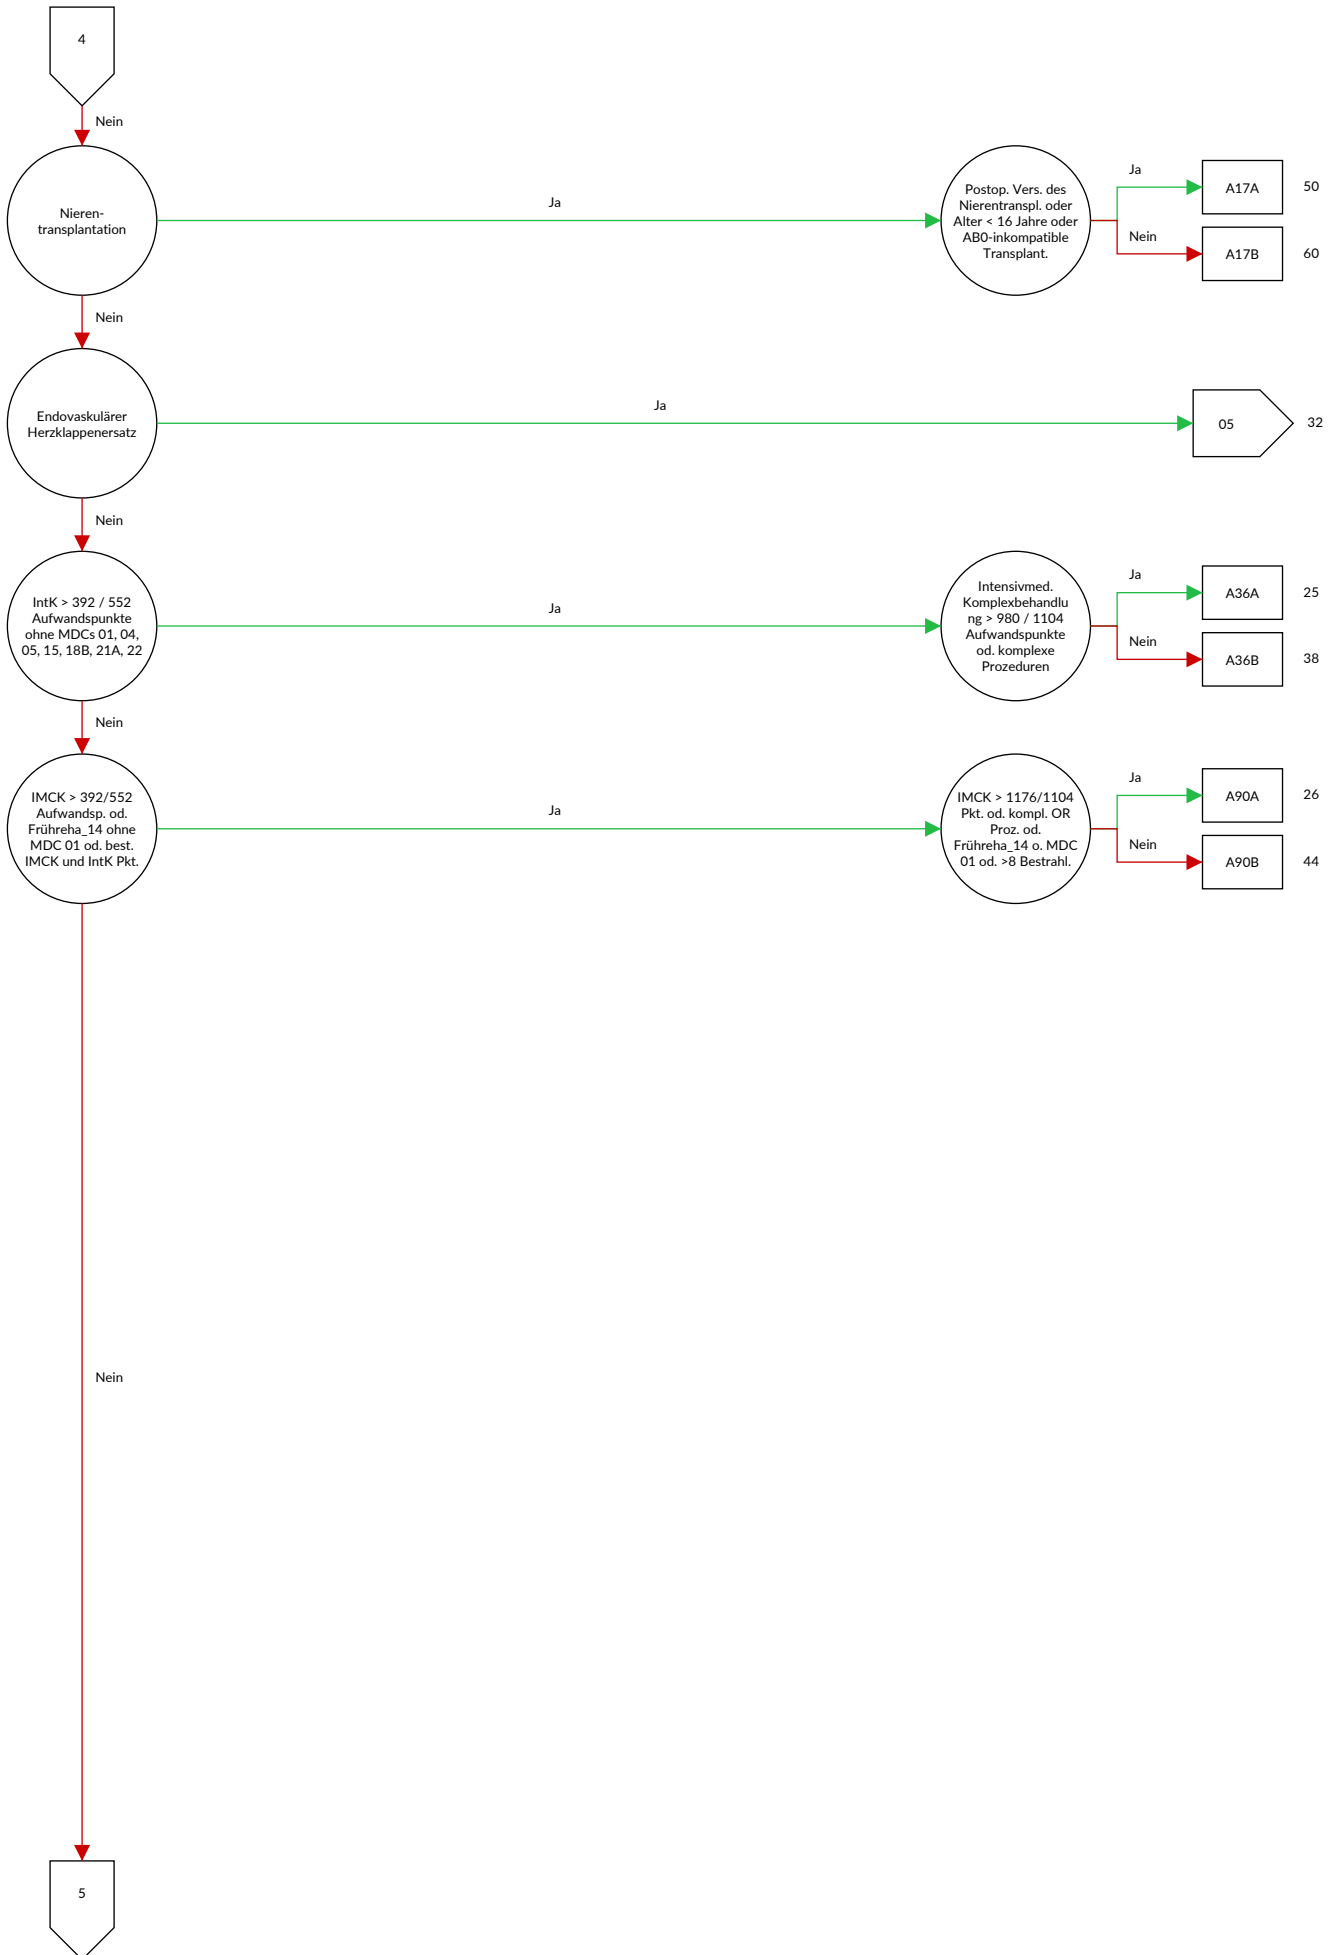 4
Nein
Nieren-
transplantation
Ja
Postop. Vers. des
Nierentranspl. oder
Alter < 16 Jahre oder
AB0-inkompatible
Transplant.
Ja
A17A
50
Nein
A17B
60
Nein
Endovaskulärer
Herzklappenersatz
Ja
05
32
Nein
IntK > 392 / 552
Aufwandspunkte
ohne MDCs 01, 04,
05, 15, 18B, 21A, 22
Ja
Intensivmed.
Komplexbehandlu
ng > 980 / 1104
Aufwandspunkte
od. komplexe
Prozeduren
Ja
A36A
25
Nein
A36B
38
Nein
IMCK > 392/552
Aufwandsp. od.
Frühreha_14 ohne
MDC 01 od. best.
IMCK und IntK Pkt.
Ja
IMCK > 1176/1104
Pkt. od. kompl. OR
Proz. od.
Frühreha_14 o. MDC
01 od. >8 Bestrahl.
Ja
A90A
26
Nein
A90B
44
Nein
5